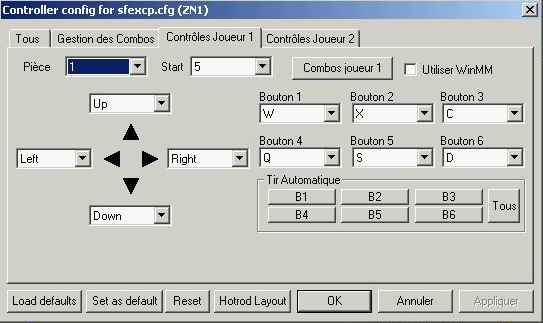 Controller config for sfexcp.cfg (ZN1)
Tous Gestion des Combos Contrôles Joueur 1 Contrôles Joueur 2
Pièce 1 Start 5 Combos joueur 1 Utiliser WinMM
Up
Left Right
Down
Bouton 1 Bouton 2 Bouton 3
W X C
Bouton 4 Bouton 5 Bouton 6
Q S D
Tir Automatique
B1 B2 B3
B4 B5 B6
Tous
Load defaults Set as default Reset Hotrod Layout OK Annuler Appliquer